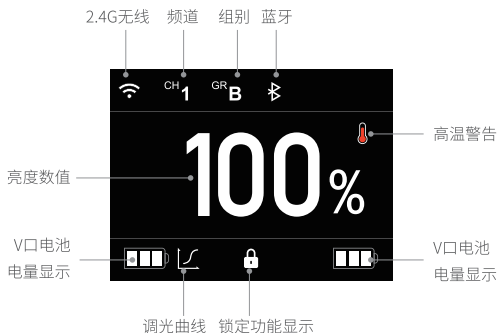 2.4G无线 频道 组别 蓝牙
CH 1 GR B
高温警告
100%
亮度数值
V口电池
电量显示
V口电池
电量显示
调光曲线 锁定功能显示